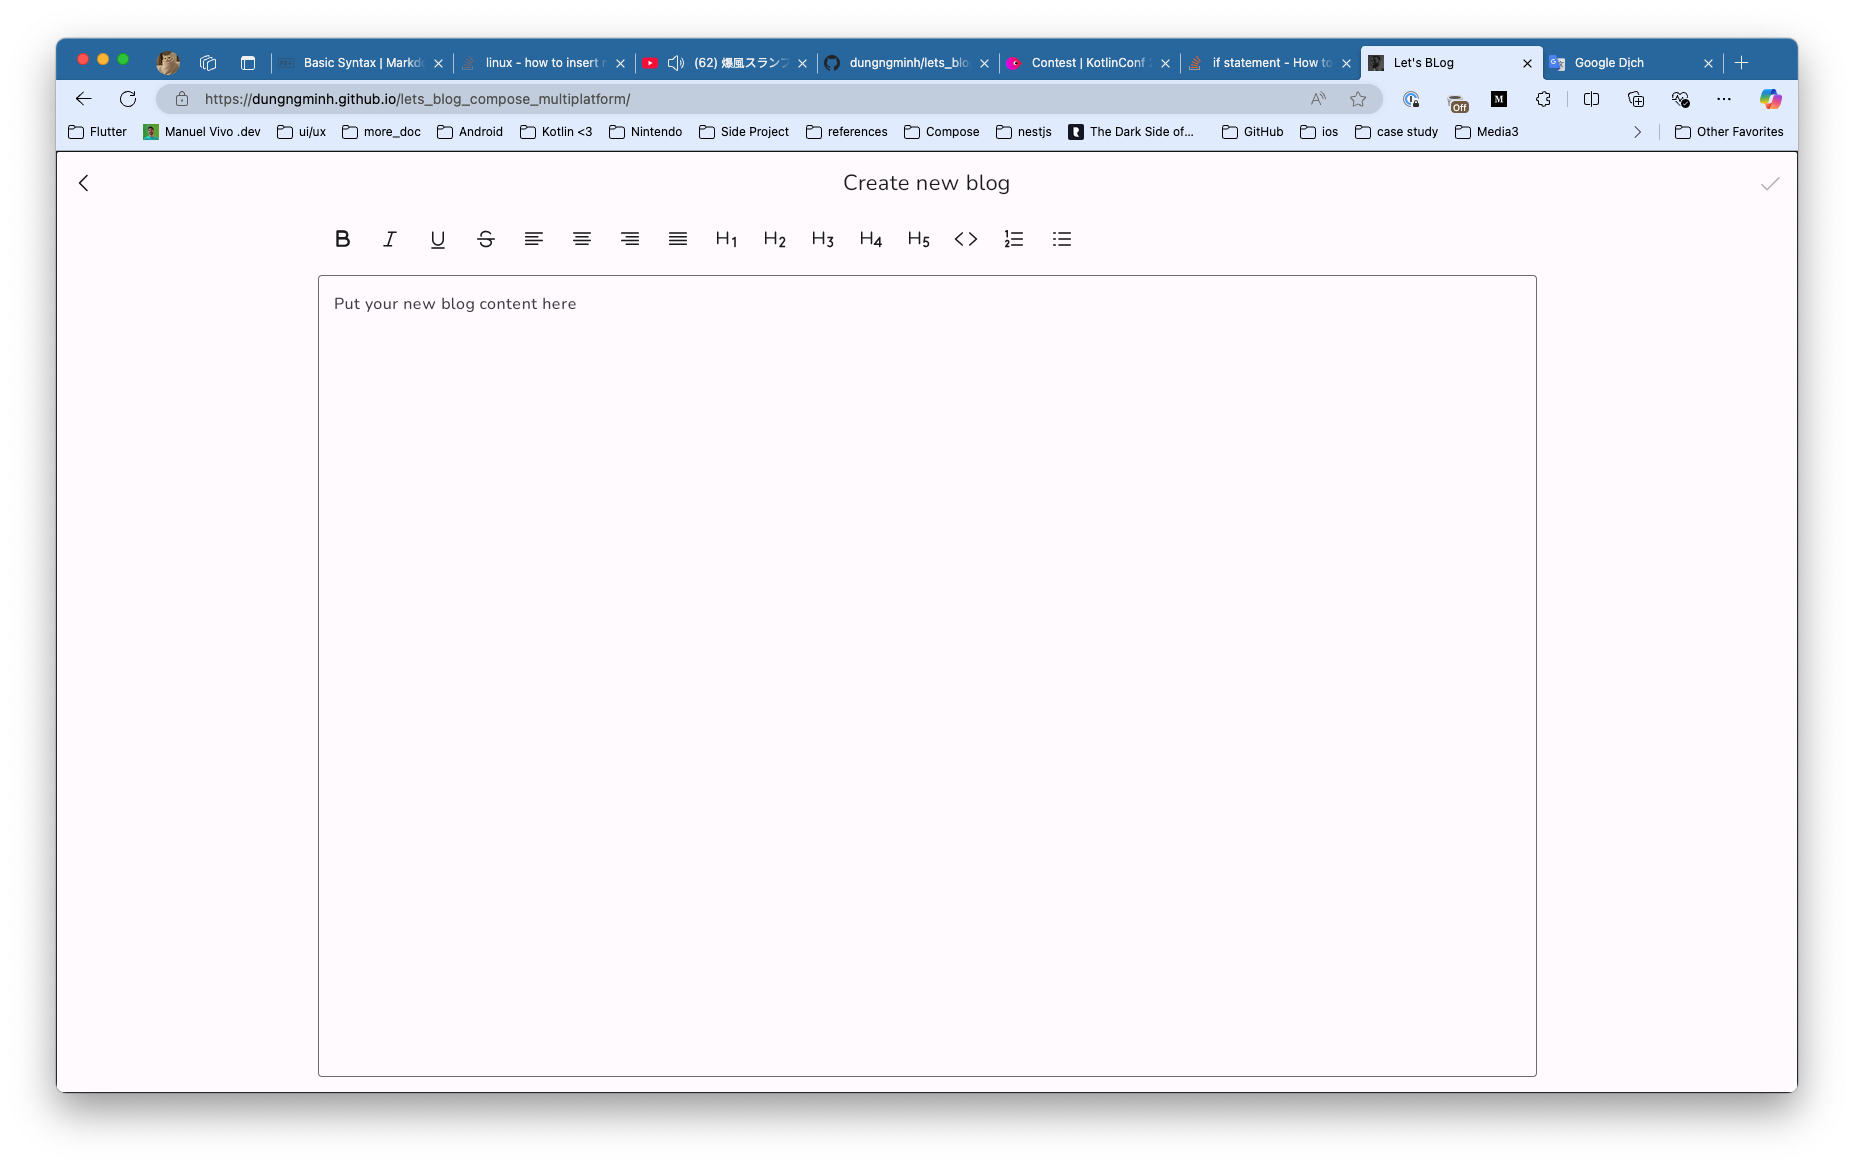 Basic Syntax | Markd
linux - how to insert
(62) 爆風スランプ
dungngminh/lets_blo
Contest | KotlinConf
if statement - How to
Let's BLog
Google Dịch
https://dungngminh.github.io/lets_blog_compose_multiplatform/
Off
M
Flutter
Manuel Vivo .dev
ui/ux
more_doc
Android
Kotlin <3
Nintendo
Side Project
references
Compose
nestjs
The Dark Side of...
GitHub
ios
case study
Media3
Other Favorites
Create new blog
B I U S H1 H2 H3 H4 H5 <>
Put your new blog content here